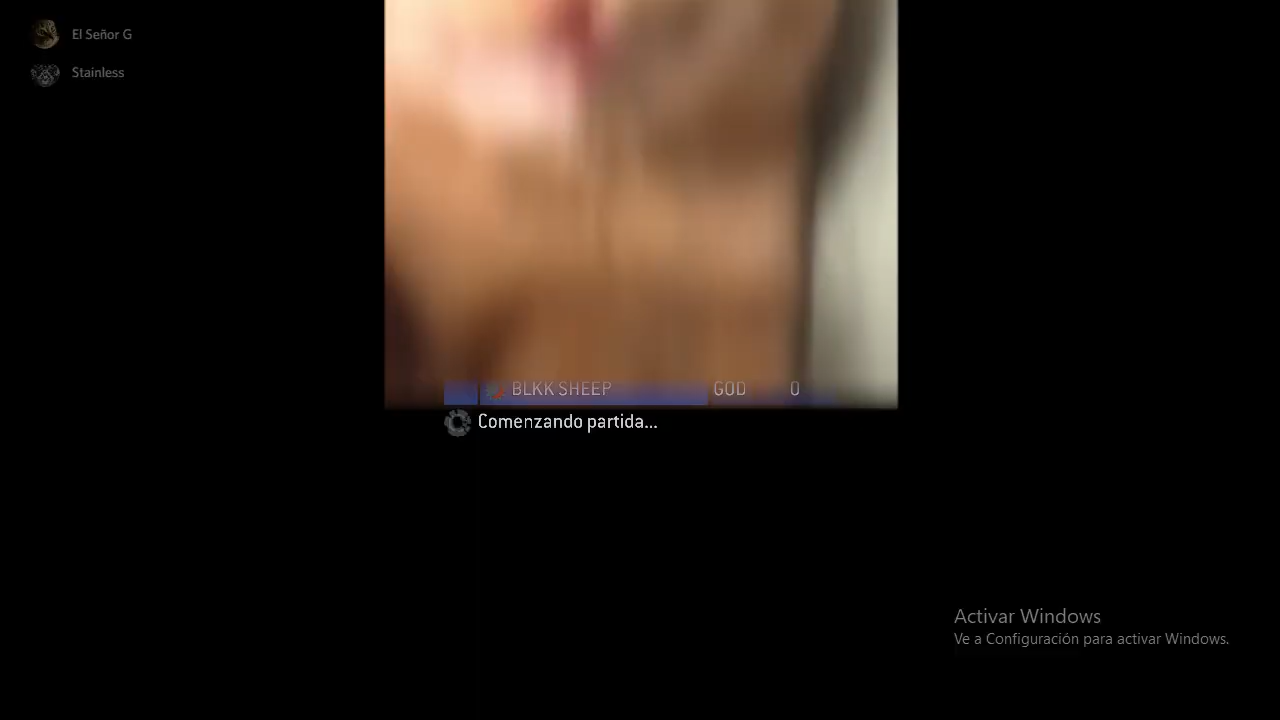 El Señor G
Stainless
BLKK SHEEP GOD 0
Comenzando partida...
Activar Windows
Ve a Configuración para activar Windows.